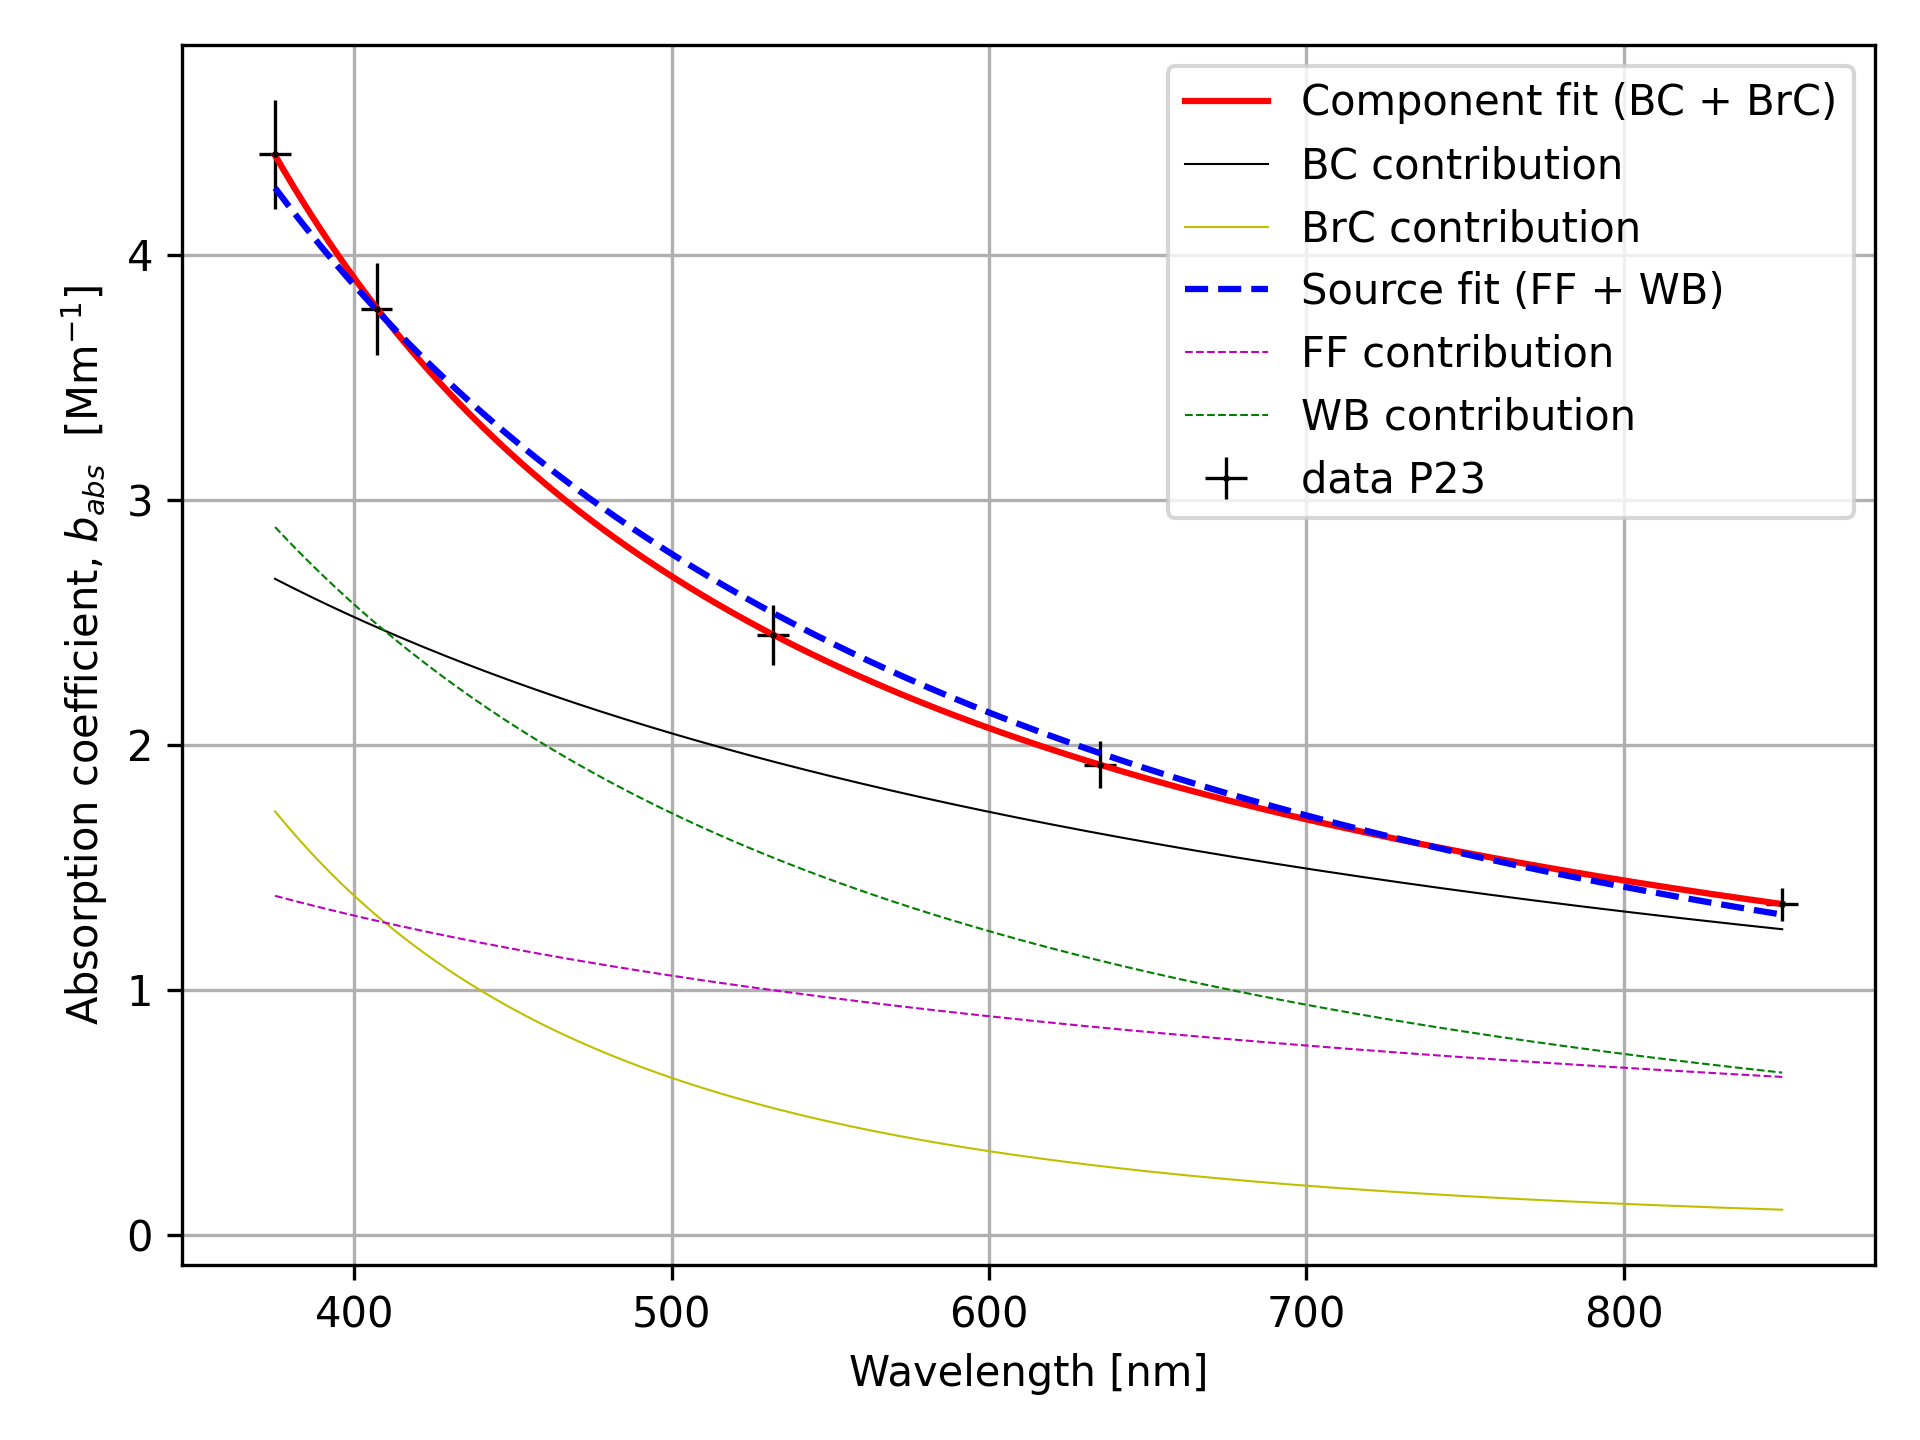 Absorption coefficient, b_abs [Mm⁻¹]
4
3
2
1
0
Component fit (BC + BrC)
BC contribution
BrC contribution
Source fit (FF + WB)
FF contribution
WB contribution
data P23
400 500 600 700 800
Wavelength [nm]